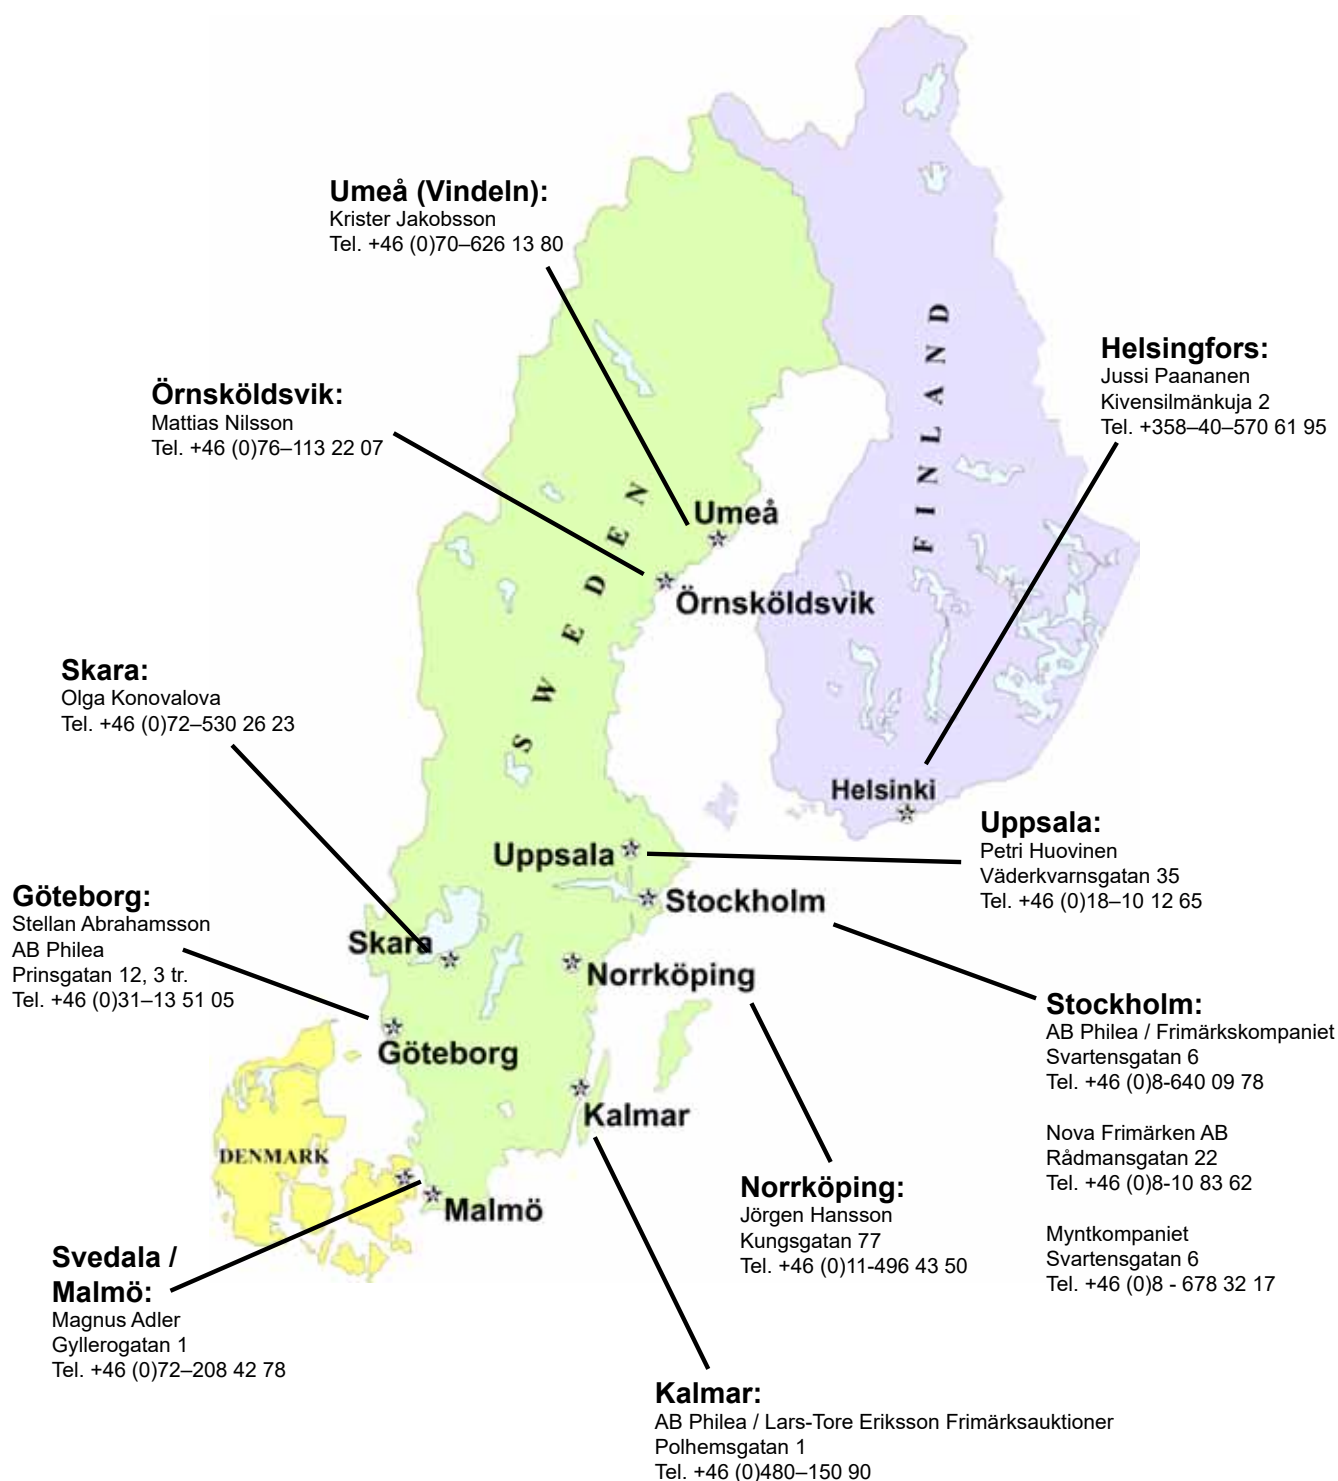 Umeå (Vindeln):
Krister Jakobsson
Tel. +46 (0)70–626 13 80
Örnsköldsvik:
Mattias Nilsson
Tel. +46 (0)76–113 22 07
Helsingfors:
Jussi Paananen
Kivensilmänkuja 2
Tel. +358–40–570 61 95
FINLAND
SWEDEN
Umeå
Örnsköldsvik
Skara:
Olga Konovalova
Tel. +46 (0)72–530 26 23
Helsinki
Uppsala:
Petri Huovinen
Väderkvarnsgatan 35
Tel. +46 (0)18–10 12 65
Uppsala
Stockholm
Göteborg:
Stellan Abrahamsson
AB Philea
Prinsgatan 12, 3 tr.
Tel. +46 (0)31–13 51 05
Skara
Norrköping
Göteborg
Kalmar
DENMARK
Malmö
Stockholm:
AB Philea / Frimärkskompaniet
Svartensgatan 6
Tel. +46 (0)8-640 09 78
Nova Frimärken AB
Rådmansgatan 22
Tel. +46 (0)8-10 83 62
Myntkompaniet
Svartensgatan 6
Tel. +46 (0)8 - 678 32 17
Norrköping:
Jörgen Hansson
Kungsgatan 77
Tel. +46 (0)11-496 43 50
Svedala /
Malmö:
Magnus Adler
Gyllerogatan 1
Tel. +46 (0)72–208 42 78
Kalmar:
AB Philea / Lars-Tore Eriksson Frimärksauktioner
Polhemsgatan 1
Tel. +46 (0)480–150 90